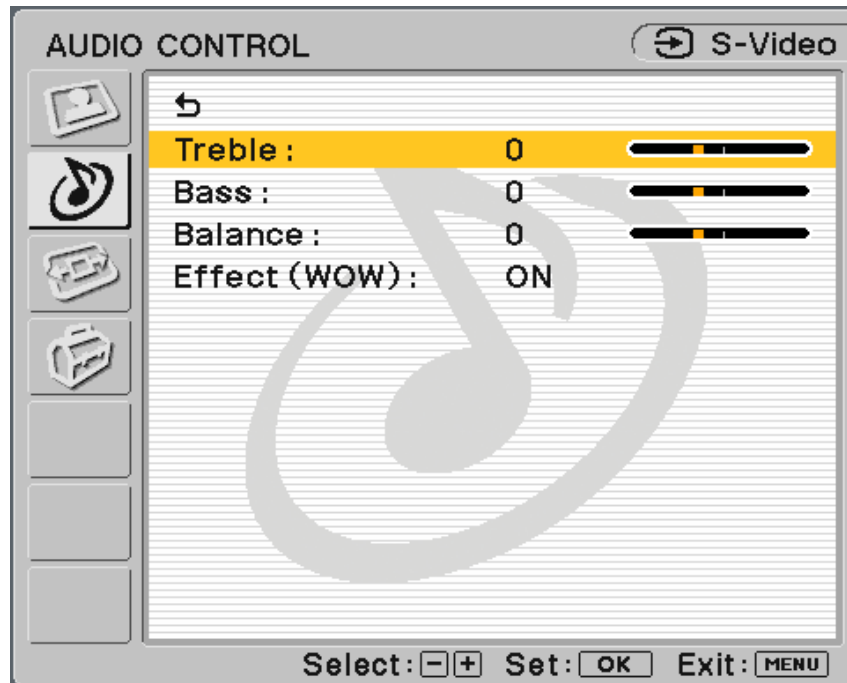 AUDIO CONTROL S-Video
Treble : 0
Bass : 0
Balance : 0
Effect (WOW) : ON
Select : - + Set : OK Exit : MENU